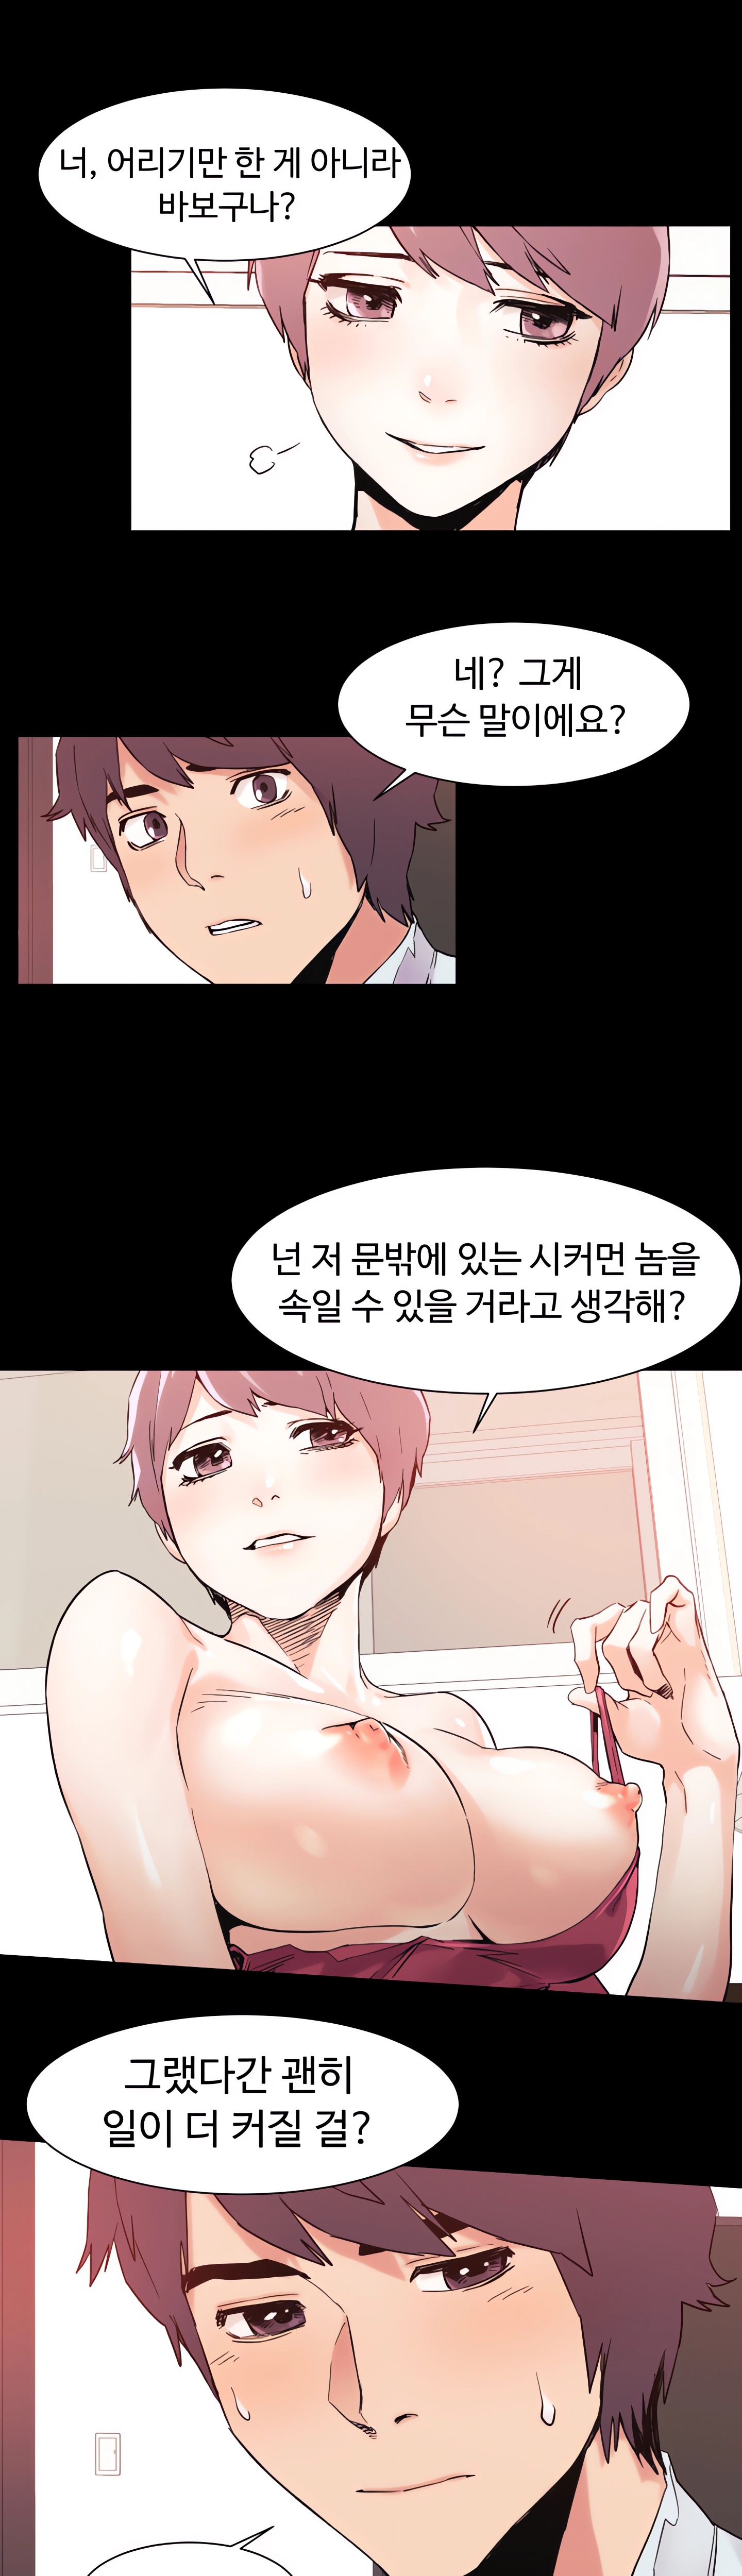 너, 어리기만 한 게 아니라
바보구나?
네? 그게
무슨 말이에요?
넌 저 문밖에 있는 시커먼 놈을
속일 수 있을 거라고 생각해?
그랬다간 괜히
일이 더 커질 걸?